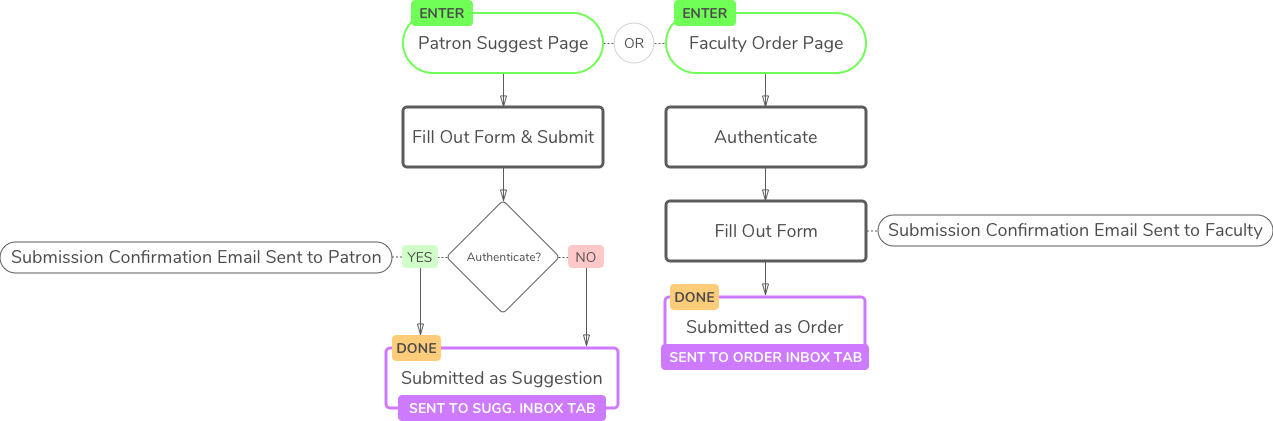 ENTER
ENTER
Patron Suggest Page
OR
Faculty Order Page
Fill Out Form & Submit
Authenticate
Submission Confirmation Email Sent to Patron
YES
Authenticate?
NO
Fill Out Form
Submission Confirmation Email Sent to Faculty
DONE
Submitted as Order
SENT TO ORDER INBOX TAB
DONE
Submitted as Suggestion
SENT TO SUGG. INBOX TAB